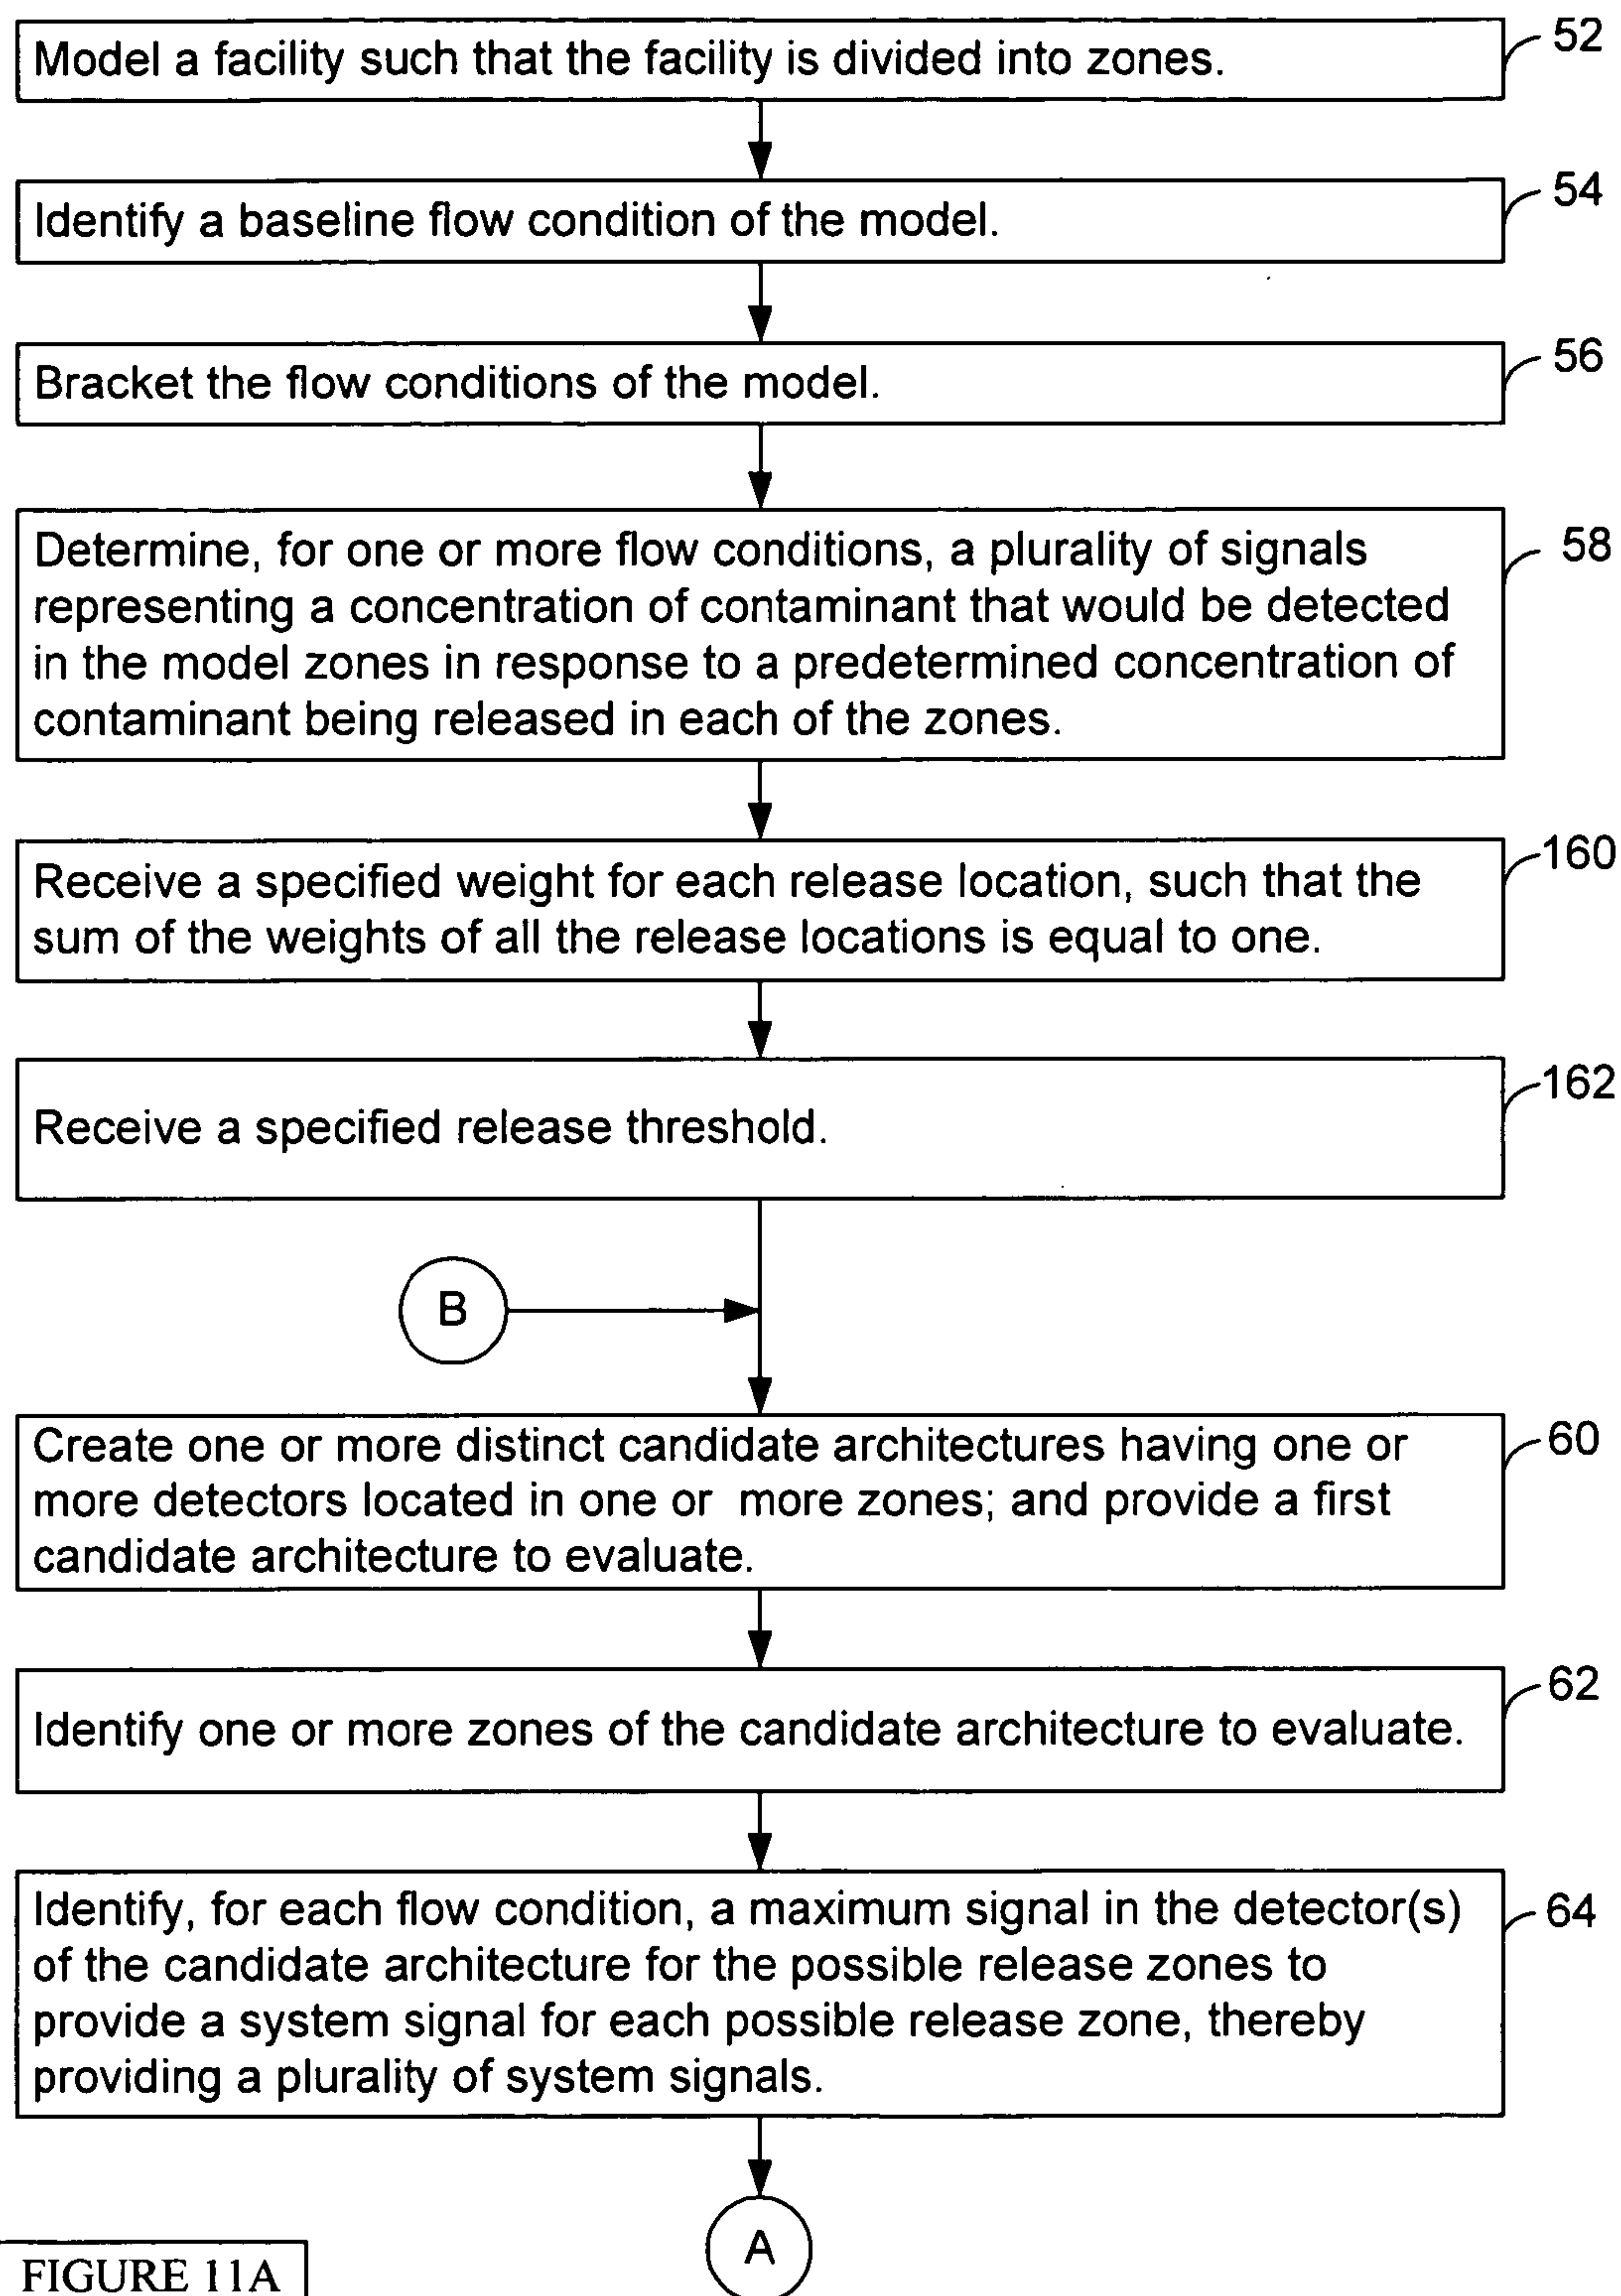 52
Model a facility such that the facility is divided into zones.
54
Identify a baseline flow condition of the model.
56
Bracket the flow conditions of the model.
58
Determine, for one or more flow conditions, a plurality of signals
representing a concentration of contaminant that would be detected
in the model zones in response to a predetermined concentration of
contaminant being released in each of the zones.
160
Receive a specified weight for each release location, such that the
sum of the weights of all the release locations is equal to one.
162
Receive a specified release threshold.
B
60
Create one or more distinct candidate architectures having one or
more detectors located in one or more zones; and provide a first
candidate architecture to evaluate.
62
Identify one or more zones of the candidate architecture to evaluate.
64
Identify, for each flow condition, a maximum signal in the detector(s)
of the candidate architecture for the possible release zones to
provide a system signal for each possible release zone, thereby
providing a plurality of system signals.
A
FIGURE 11A